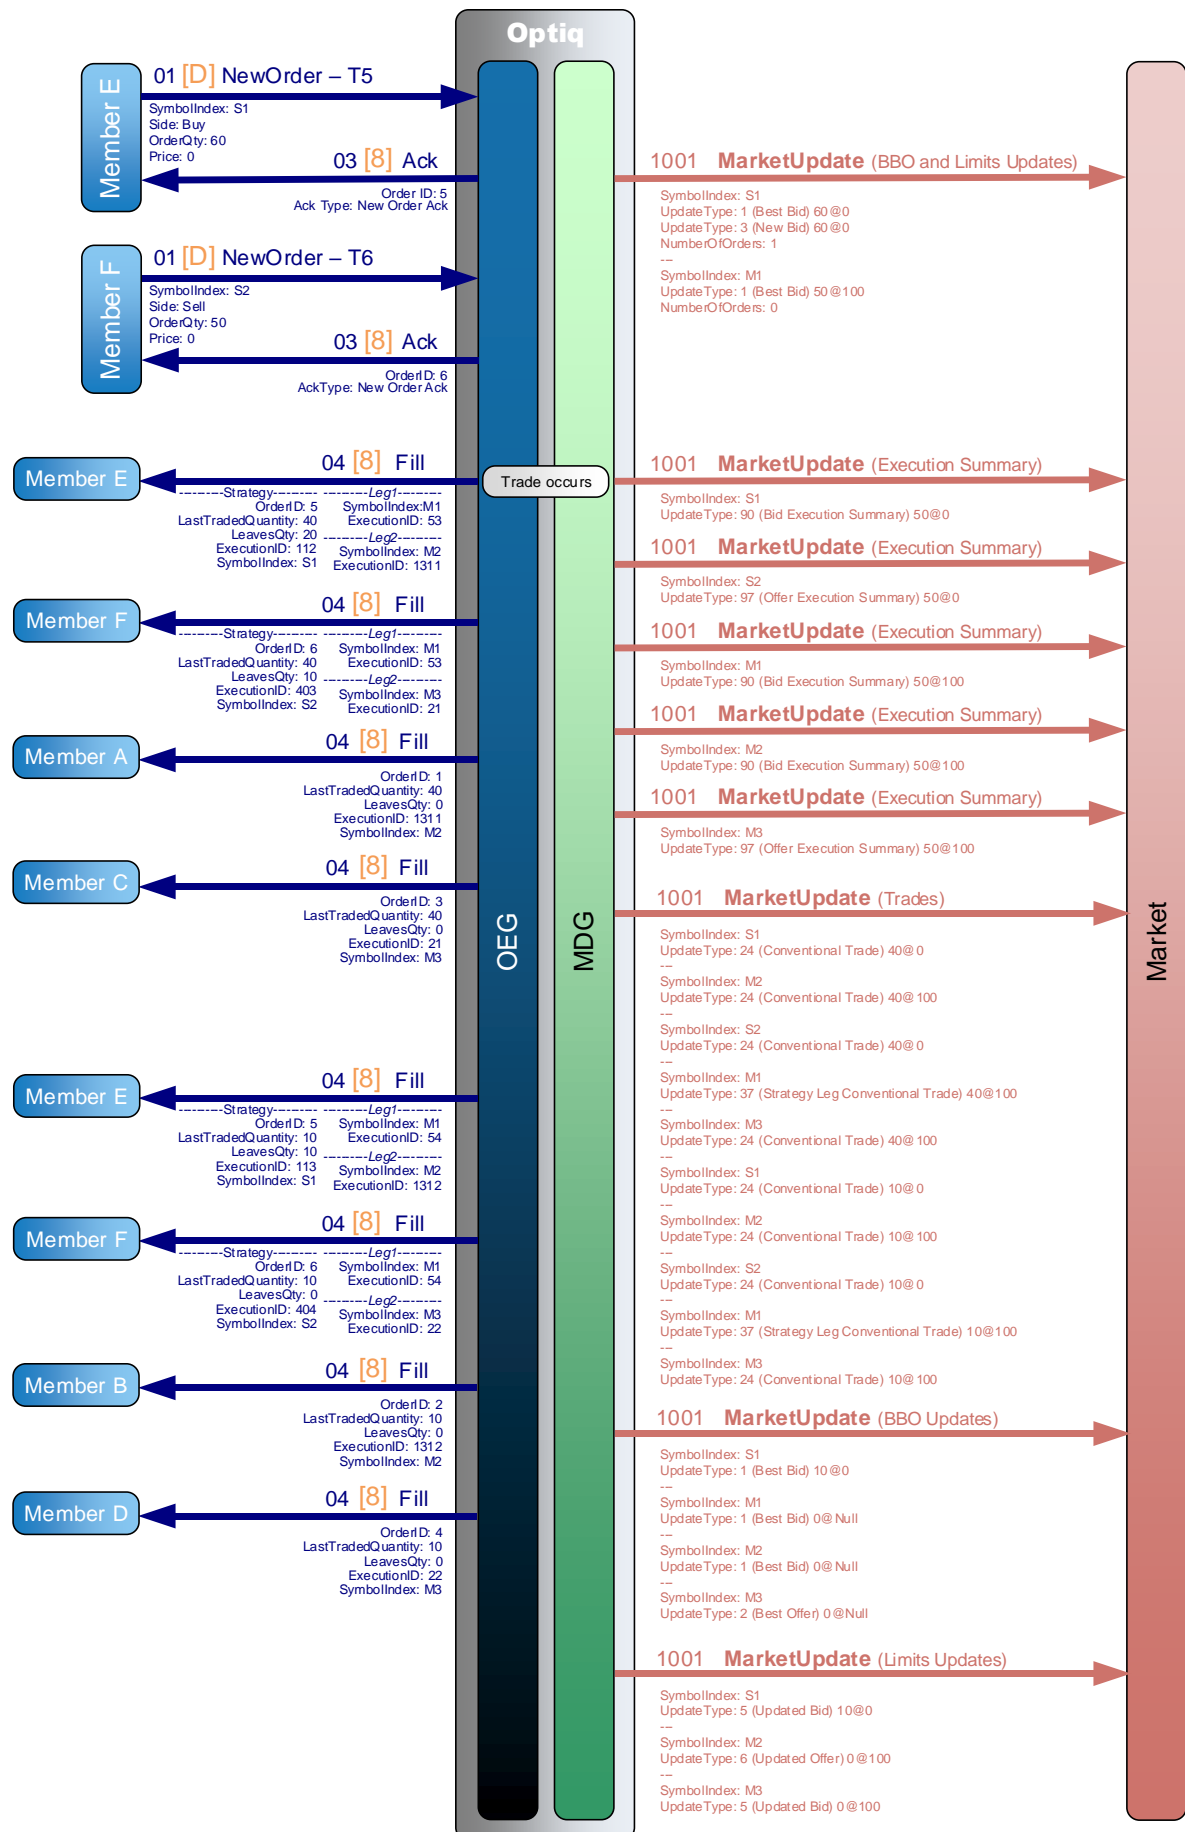 Optiq
Member E
01 [D] NewOrder – T5
SymbolIndex: S1
Side: Buy
OrderQty: 60
Price: 0
03 [8] Ack
Order ID: 5
Ack Type: New Order Ack
1001 MarketUpdate (BBO and Limits Updates)
SymbolIndex: S1
UpdateType: 1 (Best Bid) 60@0
UpdateType: 3 (New Bid) 60@0
NumberOfOrders: 1
---
SymbolIndex: M1
UpdateType: 1 (Best Bid) 50@100
NumberOfOrders: 0
Member F
01 [D] NewOrder – T6
SymbolIndex: S2
Side: Sell
OrderQty: 50
Price: 0
03 [8] Ack
OrderID: 6
AckType: New Order Ack
Trade occurs
OEG
MDG
Market
Member E
04 [8] Fill
----------Strategy---------
OrderID: 5
LastTradedQuantity: 40
LeavesQty: 20
ExecutionID: 112
SymbolIndex: S1
----------Leg1----------
SymbolIndex:M1
ExecutionID: 53
----------Leg2----------
SymbolIndex: M2
ExecutionID: 1311
Member F
04 [8] Fill
----------Strategy---------
OrderID: 6
LastTradedQuantity: 40
LeavesQty: 10
ExecutionID: 403
SymbolIndex: S2
----------Leg1----------
SymbolIndex: M1
ExecutionID: 53
----------Leg2----------
SymbolIndex: M3
ExecutionID: 21
Member A
04 [8] Fill
OrderID: 1
LastTradedQuantity: 40
LeavesQty: 0
ExecutionID: 1311
SymbolIndex: M2
Member C
04 [8] Fill
OrderID: 3
LastTradedQuantity: 40
LeavesQty: 0
ExecutionID: 21
SymbolIndex: M3
Member E
04 [8] Fill
----------Strategy---------
OrderID: 5
LastTradedQuantity: 10
LeavesQty: 10
ExecutionID: 113
SymbolIndex: S1
----------Leg1----------
SymbolIndex: M1
ExecutionID: 54
----------Leg2----------
SymbolIndex: M2
ExecutionID: 1312
Member F
04 [8] Fill
----------Strategy---------
OrderID: 6
LastTradedQuantity: 10
LeavesQty: 0
ExecutionID: 404
SymbolIndex: S2
----------Leg1----------
SymbolIndex: M1
ExecutionID: 54
----------Leg2----------
SymbolIndex: M3
ExecutionID: 22
Member B
04 [8] Fill
OrderID: 2
LastTradedQuantity: 10
LeavesQty: 0
ExecutionID: 1312
SymbolIndex: M2
Member D
04 [8] Fill
OrderID: 4
LastTradedQuantity: 10
LeavesQty: 0
ExecutionID: 22
SymbolIndex: M3
1001 MarketUpdate (Execution Summary)
SymbolIndex: S1
UpdateType: 90 (Bid Execution Summary) 50@0
1001 MarketUpdate (Execution Summary)
SymbolIndex: S2
UpdateType: 97 (Offer Execution Summary) 50@0
1001 MarketUpdate (Execution Summary)
SymbolIndex: M1
UpdateType: 90 (Bid Execution Summary) 50@100
1001 MarketUpdate (Execution Summary)
SymbolIndex: M2
UpdateType: 90 (Bid Execution Summary) 50@100
1001 MarketUpdate (Execution Summary)
SymbolIndex: M3
UpdateType: 97 (Offer Execution Summary) 50@100
1001 MarketUpdate (Trades)
SymbolIndex: S1
UpdateType: 24 (Conventional Trade) 40@0
---
SymbolIndex: M2
UpdateType: 24 (Conventional Trade) 40@100
---
SymbolIndex: S2
UpdateType: 24 (Conventional Trade) 40@0
---
SymbolIndex: M1
UpdateType: 37 (Strategy Leg Conventional Trade) 40@100
---
SymbolIndex: M3
UpdateType: 24 (Conventional Trade) 40@100
---
SymbolIndex: S1
UpdateType: 24 (Conventional Trade) 10@0
---
SymbolIndex: M2
UpdateType: 24 (Conventional Trade) 10@100
---
SymbolIndex: S2
UpdateType: 24 (Conventional Trade) 10@0
---
SymbolIndex: M1
UpdateType: 37 (Strategy Leg Conventional Trade) 10@100
---
SymbolIndex: M3
UpdateType: 24 (Conventional Trade) 10@100
1001 MarketUpdate (BBO Updates)
SymbolIndex: S1
UpdateType: 1 (Best Bid) 10@0
---
SymbolIndex: M1
UpdateType: 1 (Best Bid) 0@Null
---
SymbolIndex: M2
UpdateType: 1 (Best Bid) 0@Null
---
SymbolIndex: M3
UpdateType: 2 (Best Offer) 0@Null
1001 MarketUpdate (Limits Updates)
SymbolIndex: S1
UpdateType: 5 (Updated Bid) 10@0
---
SymbolIndex: M2
UpdateType: 6 (Updated Offer) 0@100
---
SymbolIndex: M3
UpdateType: 5 (Updated Bid) 0@100